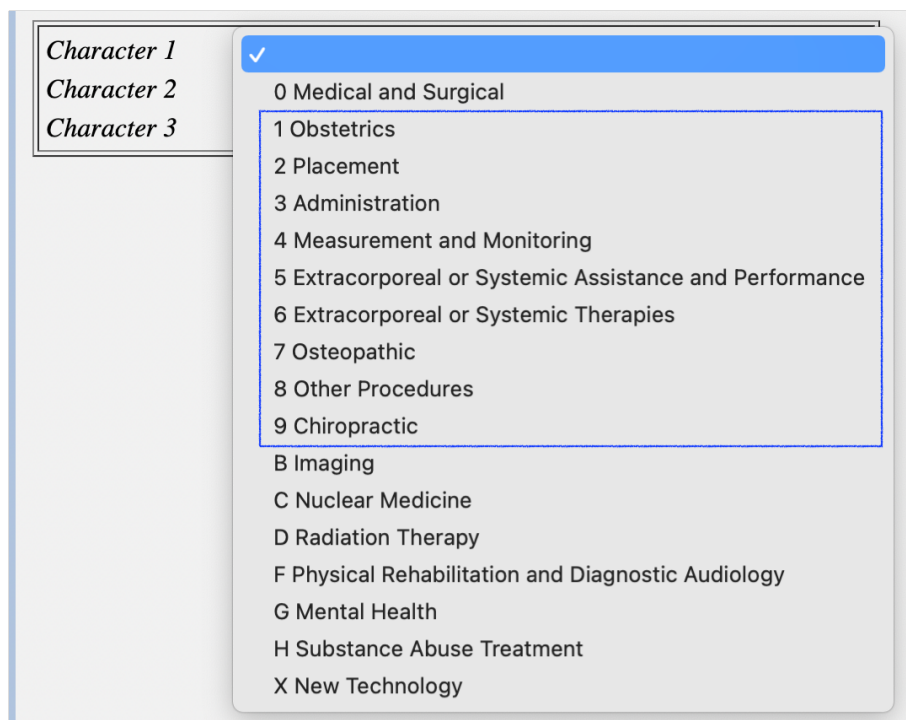 Character 1
Character 2
Character 3
0 Medical and Surgical
1 Obstetrics
2 Placement
3 Administration
4 Measurement and Monitoring
5 Extracorporeal or Systemic Assistance and Performance
6 Extracorporeal or Systemic Therapies
7 Osteopathic
8 Other Procedures
9 Chiropractic
B Imaging
C Nuclear Medicine
D Radiation Therapy
F Physical Rehabilitation and Diagnostic Audiology
G Mental Health
H Substance Abuse Treatment
X New Technology